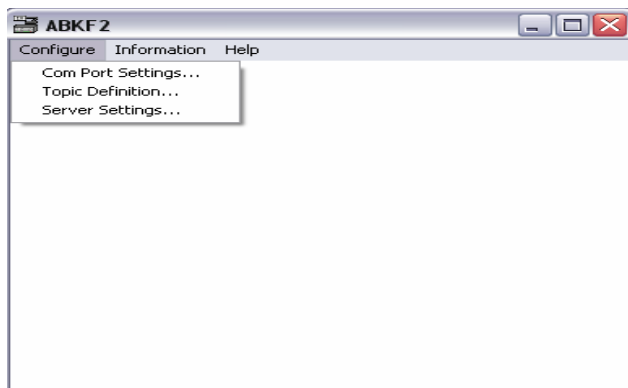 ABKF2
Configure Information Help
Com Port Settings...
Topic Definition...
Server Settings...